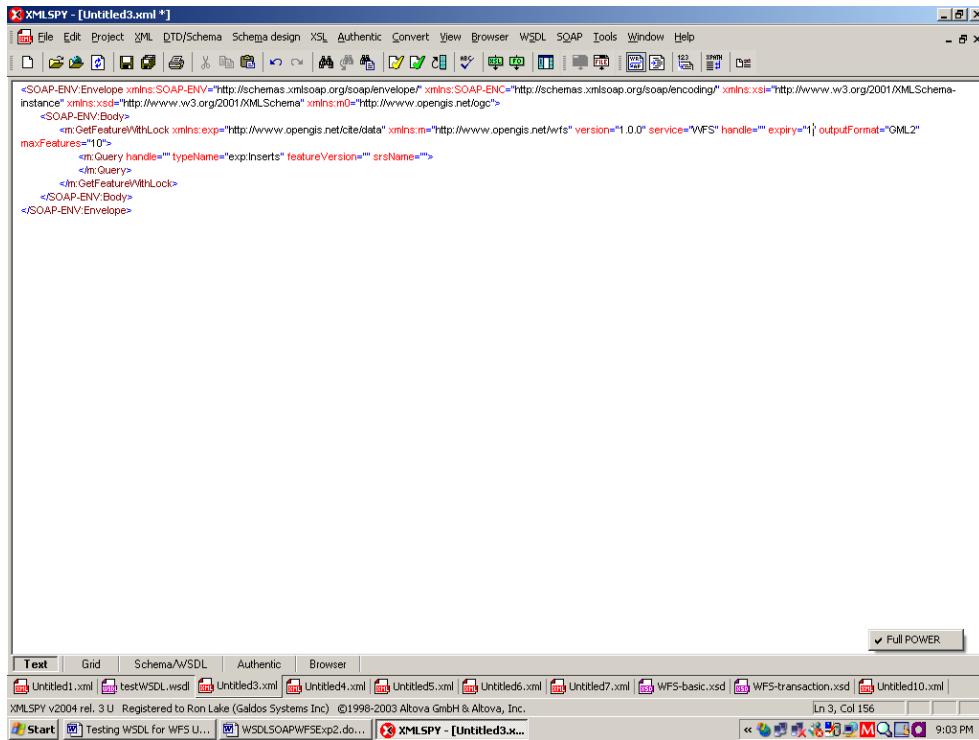 XMLSPY - [Untitled3.xml *]
File Edit Project XML DTD/Schema Schema design XSL Authentic Convert View Browser WSDL SOAP Tools Window Help
<SOAP-ENV:Envelope xmlns:SOAP-ENV="http://schemas.xmlsoap.org/soap/envelope/" xmlns:SOAP-ENC="http://schemas.xmlsoap.org/soap/encoding/" xmlns:xsi="http://www.w3.org/2001/XMLSchema-
instance" xmlns:xsd="http://www.w3.org/2001/XMLSchema" xmlns:m0="http://www.opengis.net/ogc">
<SOAP-ENV:Body>
<m:GetFeatureWithLock xmlns:exp="http://www.opengis.net/cite/data" xmlns:m="http://www.opengis.net/wfs" version="1.0.0" service="WFS" handle="" expiry="1" outputFormat="GML2"
maxFeatures="10">
<m:Query handle="" typeName="exp:Inserts" featureVersion="" srsName="">
</m:Query>
</m:GetFeatureWithLock>
</SOAP-ENV:Body>
</SOAP-ENV:Envelope>
Full POWER
Text Grid Schema/WSDL Authentic Browser
Untitled1.xml testWSDL.wsdl Untitled3.xml Untitled4.xml Untitled5.xml Untitled6.xml Untitled7.xml WFS-basic.xsd WFS-transaction.xsd Untitled10.xml
XMLSPY v2004 rel. 3 U Registered to Ron Lake (Galdos Systems Inc) ©1998-2003 Altova GmbH & Altova, Inc. Ln 3, Col 156
Start Testing WSDL for WFS U... WSDLSOAPWFSExp2.do... XMLSPY - [Untitled3.x... 9:03 PM